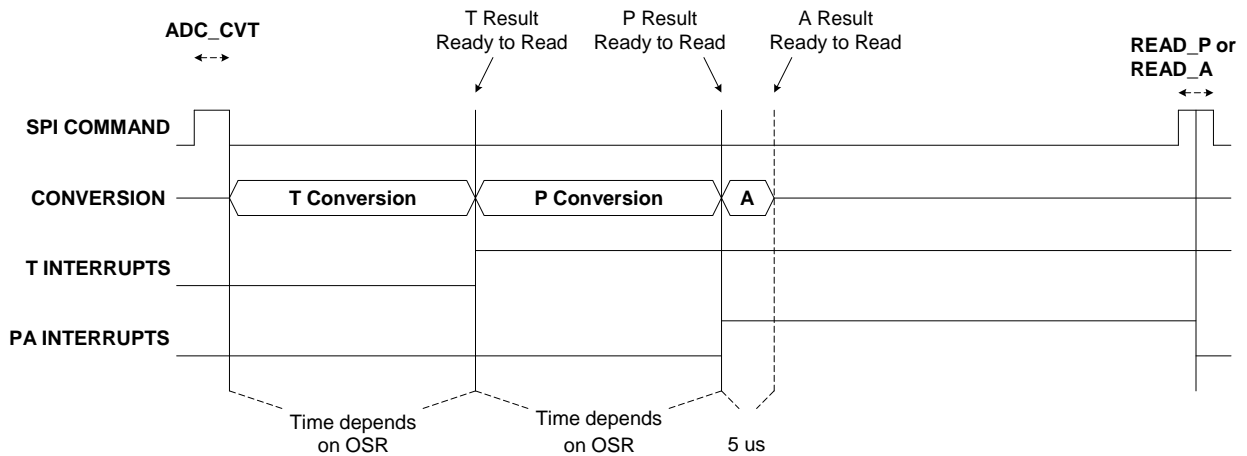 T Result
Ready to Read
P Result
Ready to Read
A Result
Ready to Read
ADC_CVT
READ_P or
READ_A
SPI COMMAND
CONVERSION
T Conversion
P Conversion
A
T INTERRUPTS
PA INTERRUPTS
Time depends
on OSR
Time depends
on OSR
5 us